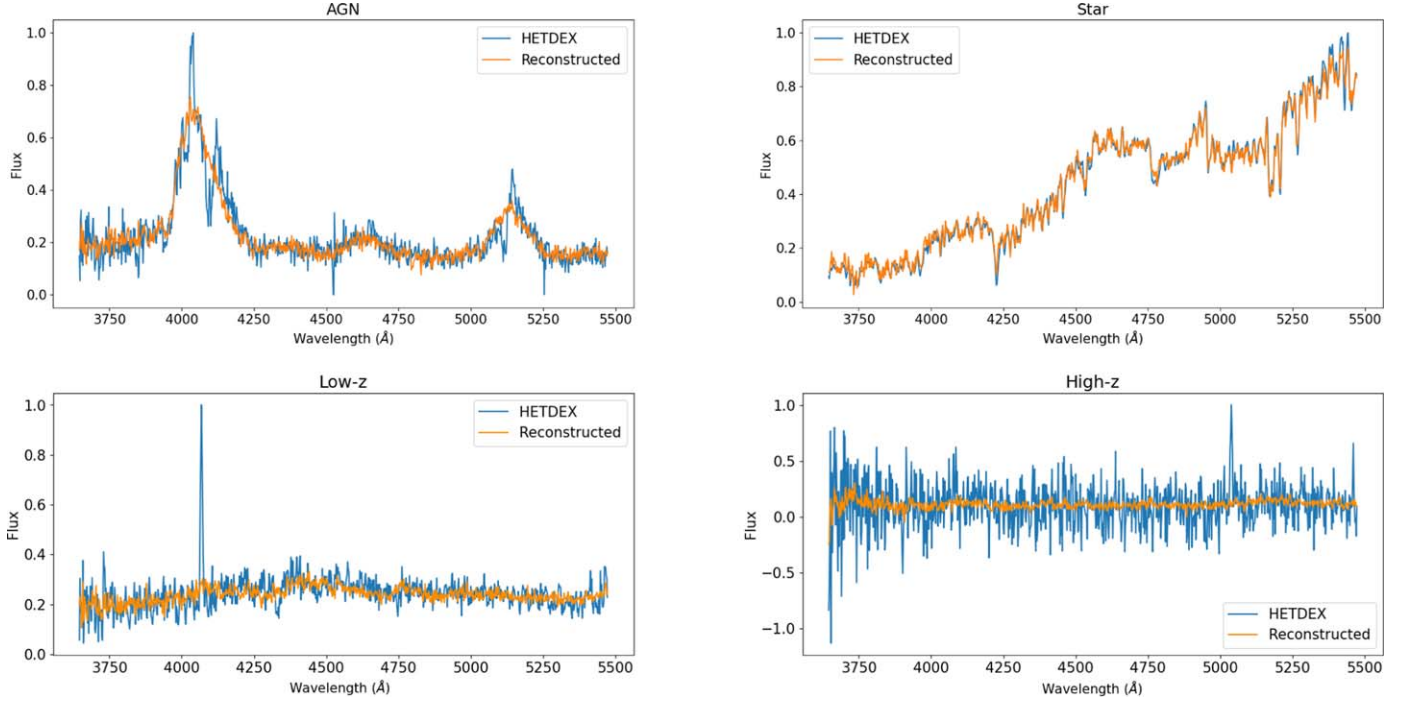 AGN
1.0
0.8
0.6
0.4
0.2
0.0
Flux
HETDEX
Reconstructed
3750 4000 4250 4500 4750 5000 5250 5500
Wavelength (Å)
Star
1.0
0.8
0.6
0.4
0.2
0.0
Flux
HETDEX
Reconstructed
3750 4000 4250 4500 4750 5000 5250 5500
Wavelength (Å)
Low-z
1.0
0.8
0.6
0.4
0.2
0.0
Flux
HETDEX
Reconstructed
3750 4000 4250 4500 4750 5000 5250 5500
Wavelength (Å)
High-z
1.0
0.5
0.0
−0.5
−1.0
Flux
HETDEX
Reconstructed
3750 4000 4250 4500 4750 5000 5250 5500
Wavelength (Å)